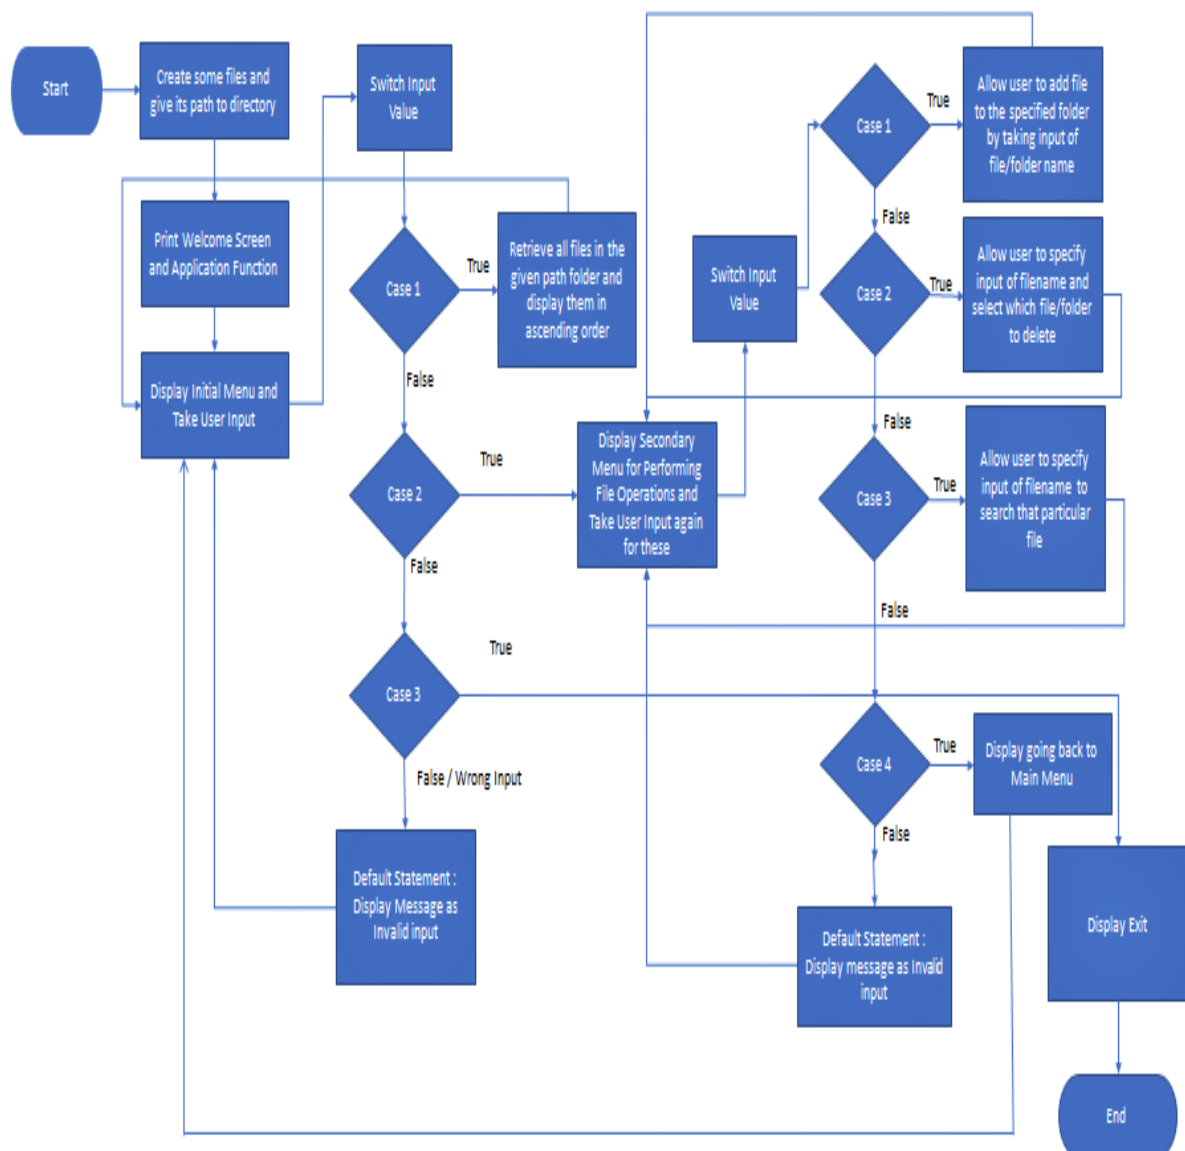 Start
Create some files and
give its path to directory
Print Welcome Screen
and Application Function
Display Initial Menu and
Take User Input
Switch Input
Value
Case 1
True
Retrieve all files in the
given path folder and
display them in
ascending order
False
Case 2
True
False
Case 3
True
False / Wrong Input
Default Statement :
Display Message as
Invalid input
Display Secondary
Menu for Performing
File Operations and
Take User Input again
for these
Switch Input
Value
Case 1
True
Allow user to add file
to the specified folder
by taking input of
file/folder name
False
Case 2
True
Allow user to specify
input of filename and
select which file/folder
to delete
False
Case 3
True
Allow user to specify
input of filename to
search that particular
file
False
Case 4
True
Display going back to
Main Menu
False
Default Statement :
Display message as Invalid
input
Display Exit
End